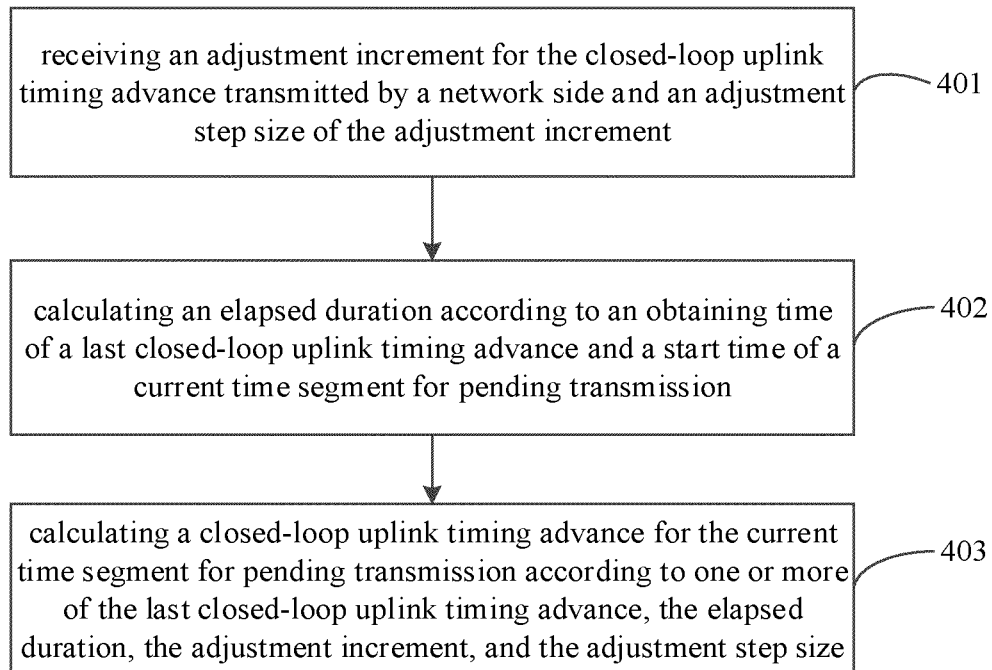 receiving an adjustment increment for the closed-loop uplink
timing advance transmitted by a network side and an adjustment
step size of the adjustment increment
401
calculating an elapsed duration according to an obtaining time
of a last closed-loop uplink timing advance and a start time of a
current time segment for pending transmission
402
calculating a closed-loop uplink timing advance for the current
time segment for pending transmission according to one or more
of the last closed-loop uplink timing advance, the elapsed
duration, the adjustment increment, and the adjustment step size
403